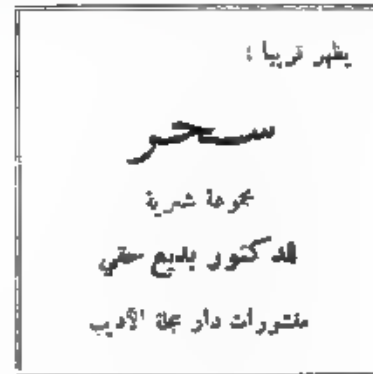 يظهر قريبا :
سحر
مجموعة شعرية
للدكتور بديع حقي
منشورات دار مجلة الأديب